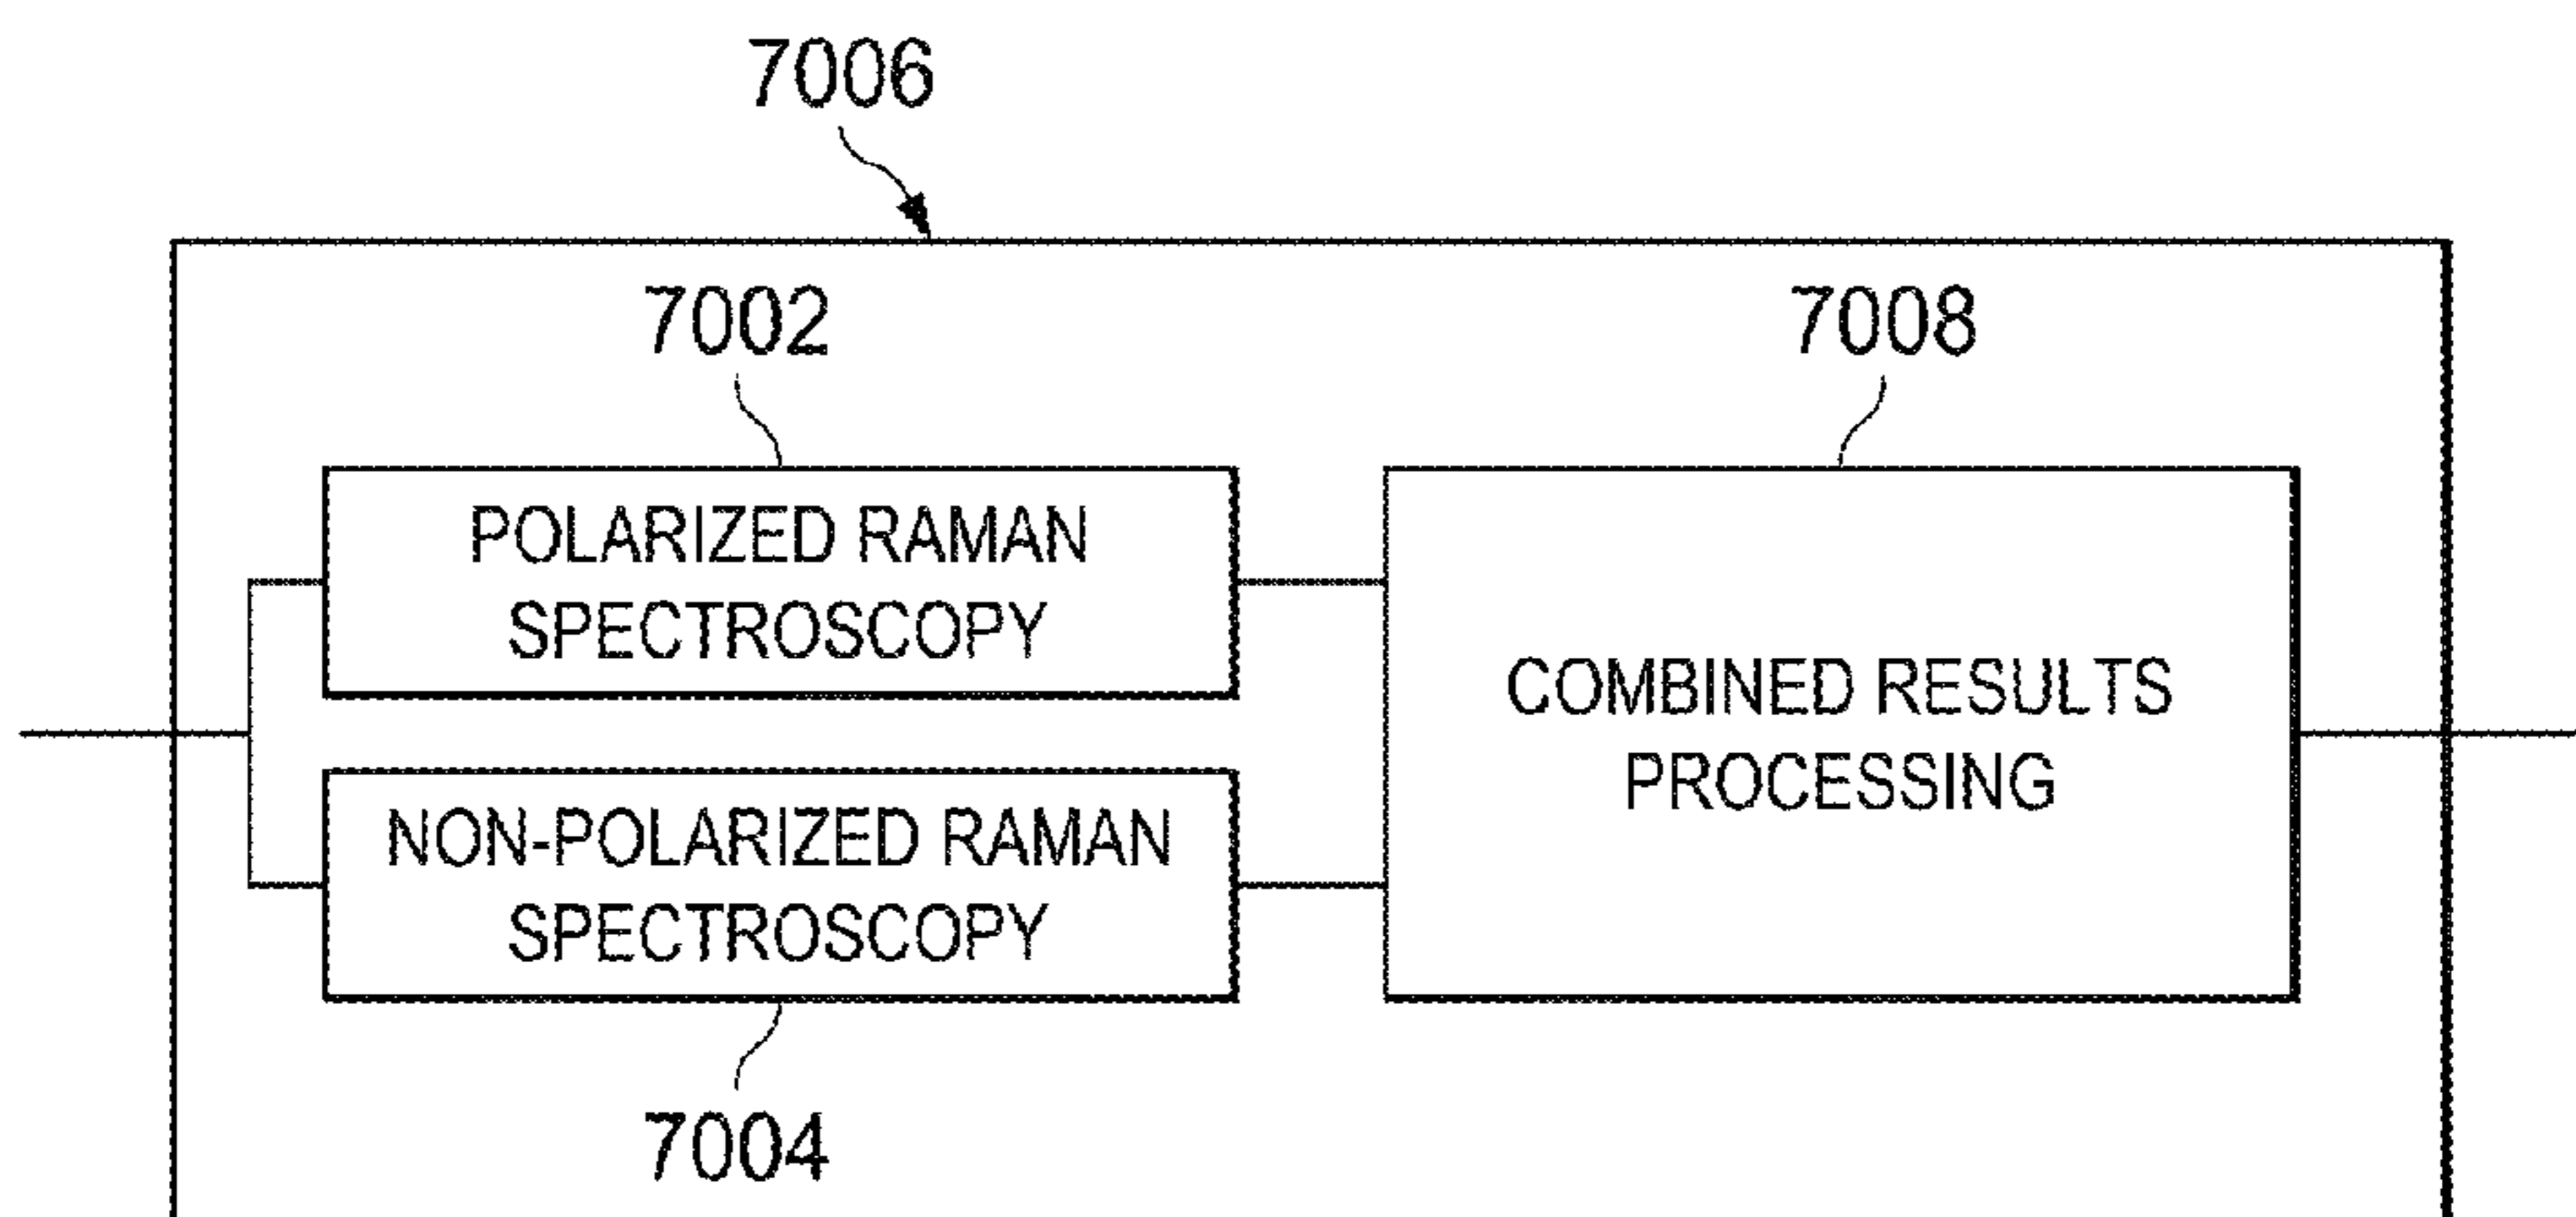 7006
7002
7008
POLARIZED RAMAN
SPECTROSCOPY
COMBINED RESULTS
PROCESSING
NON-POLARIZED RAMAN
SPECTROSCOPY
7004